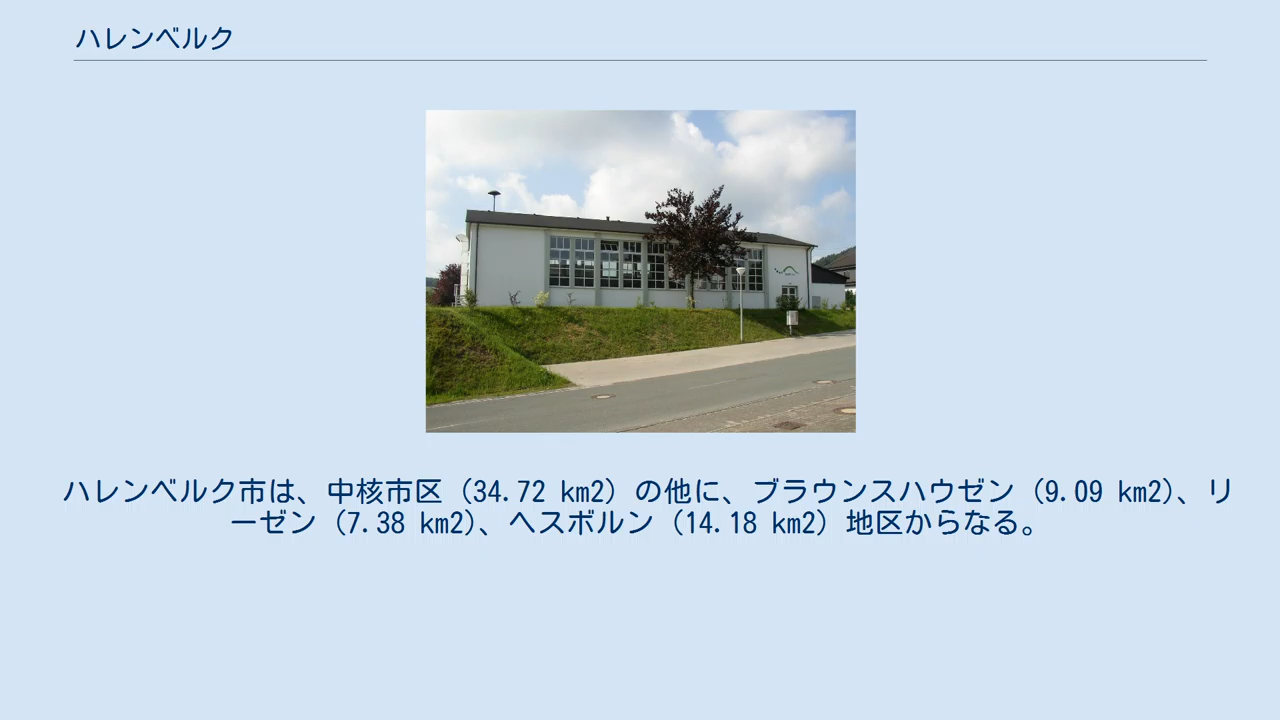 ハレンベルク
ハレンベルク市は、中核市区（34.72 km2）の他に、ブラウンスハウゼン（9.09 km2）、リ
ーゼン（7.38 km2）、ヘスボルン（14.18 km2）地区からなる。